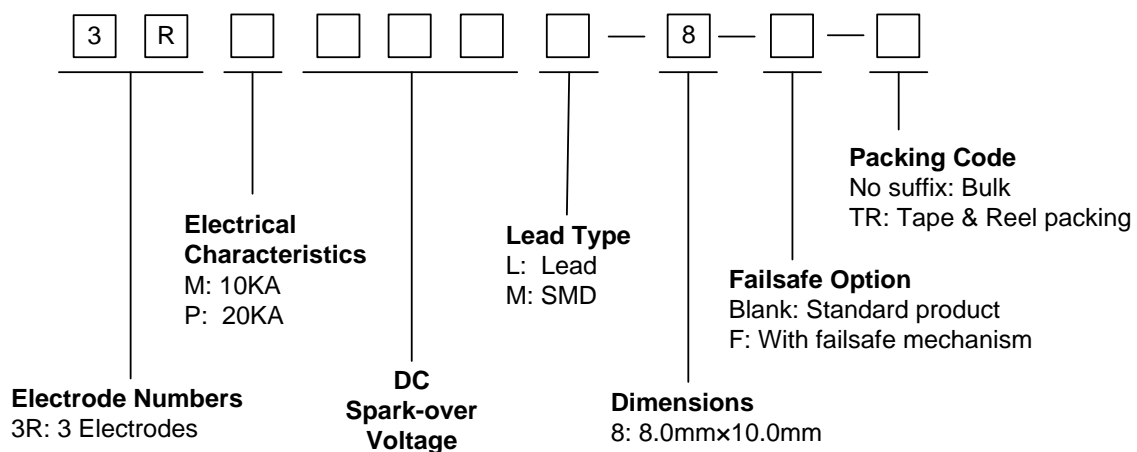 3 R — 8 — —
Packing Code
No suffix: Bulk
TR: Tape & Reel packing
Electrical
Characteristics
M: 10KA
P: 20KA
Lead Type
L: Lead
M: SMD
Failsafe Option
Blank: Standard product
F: With failsafe mechanism
Electrode Numbers
3R: 3 Electrodes
DC
Spark-over
Voltage
Dimensions
8: 8.0mm×10.0mm